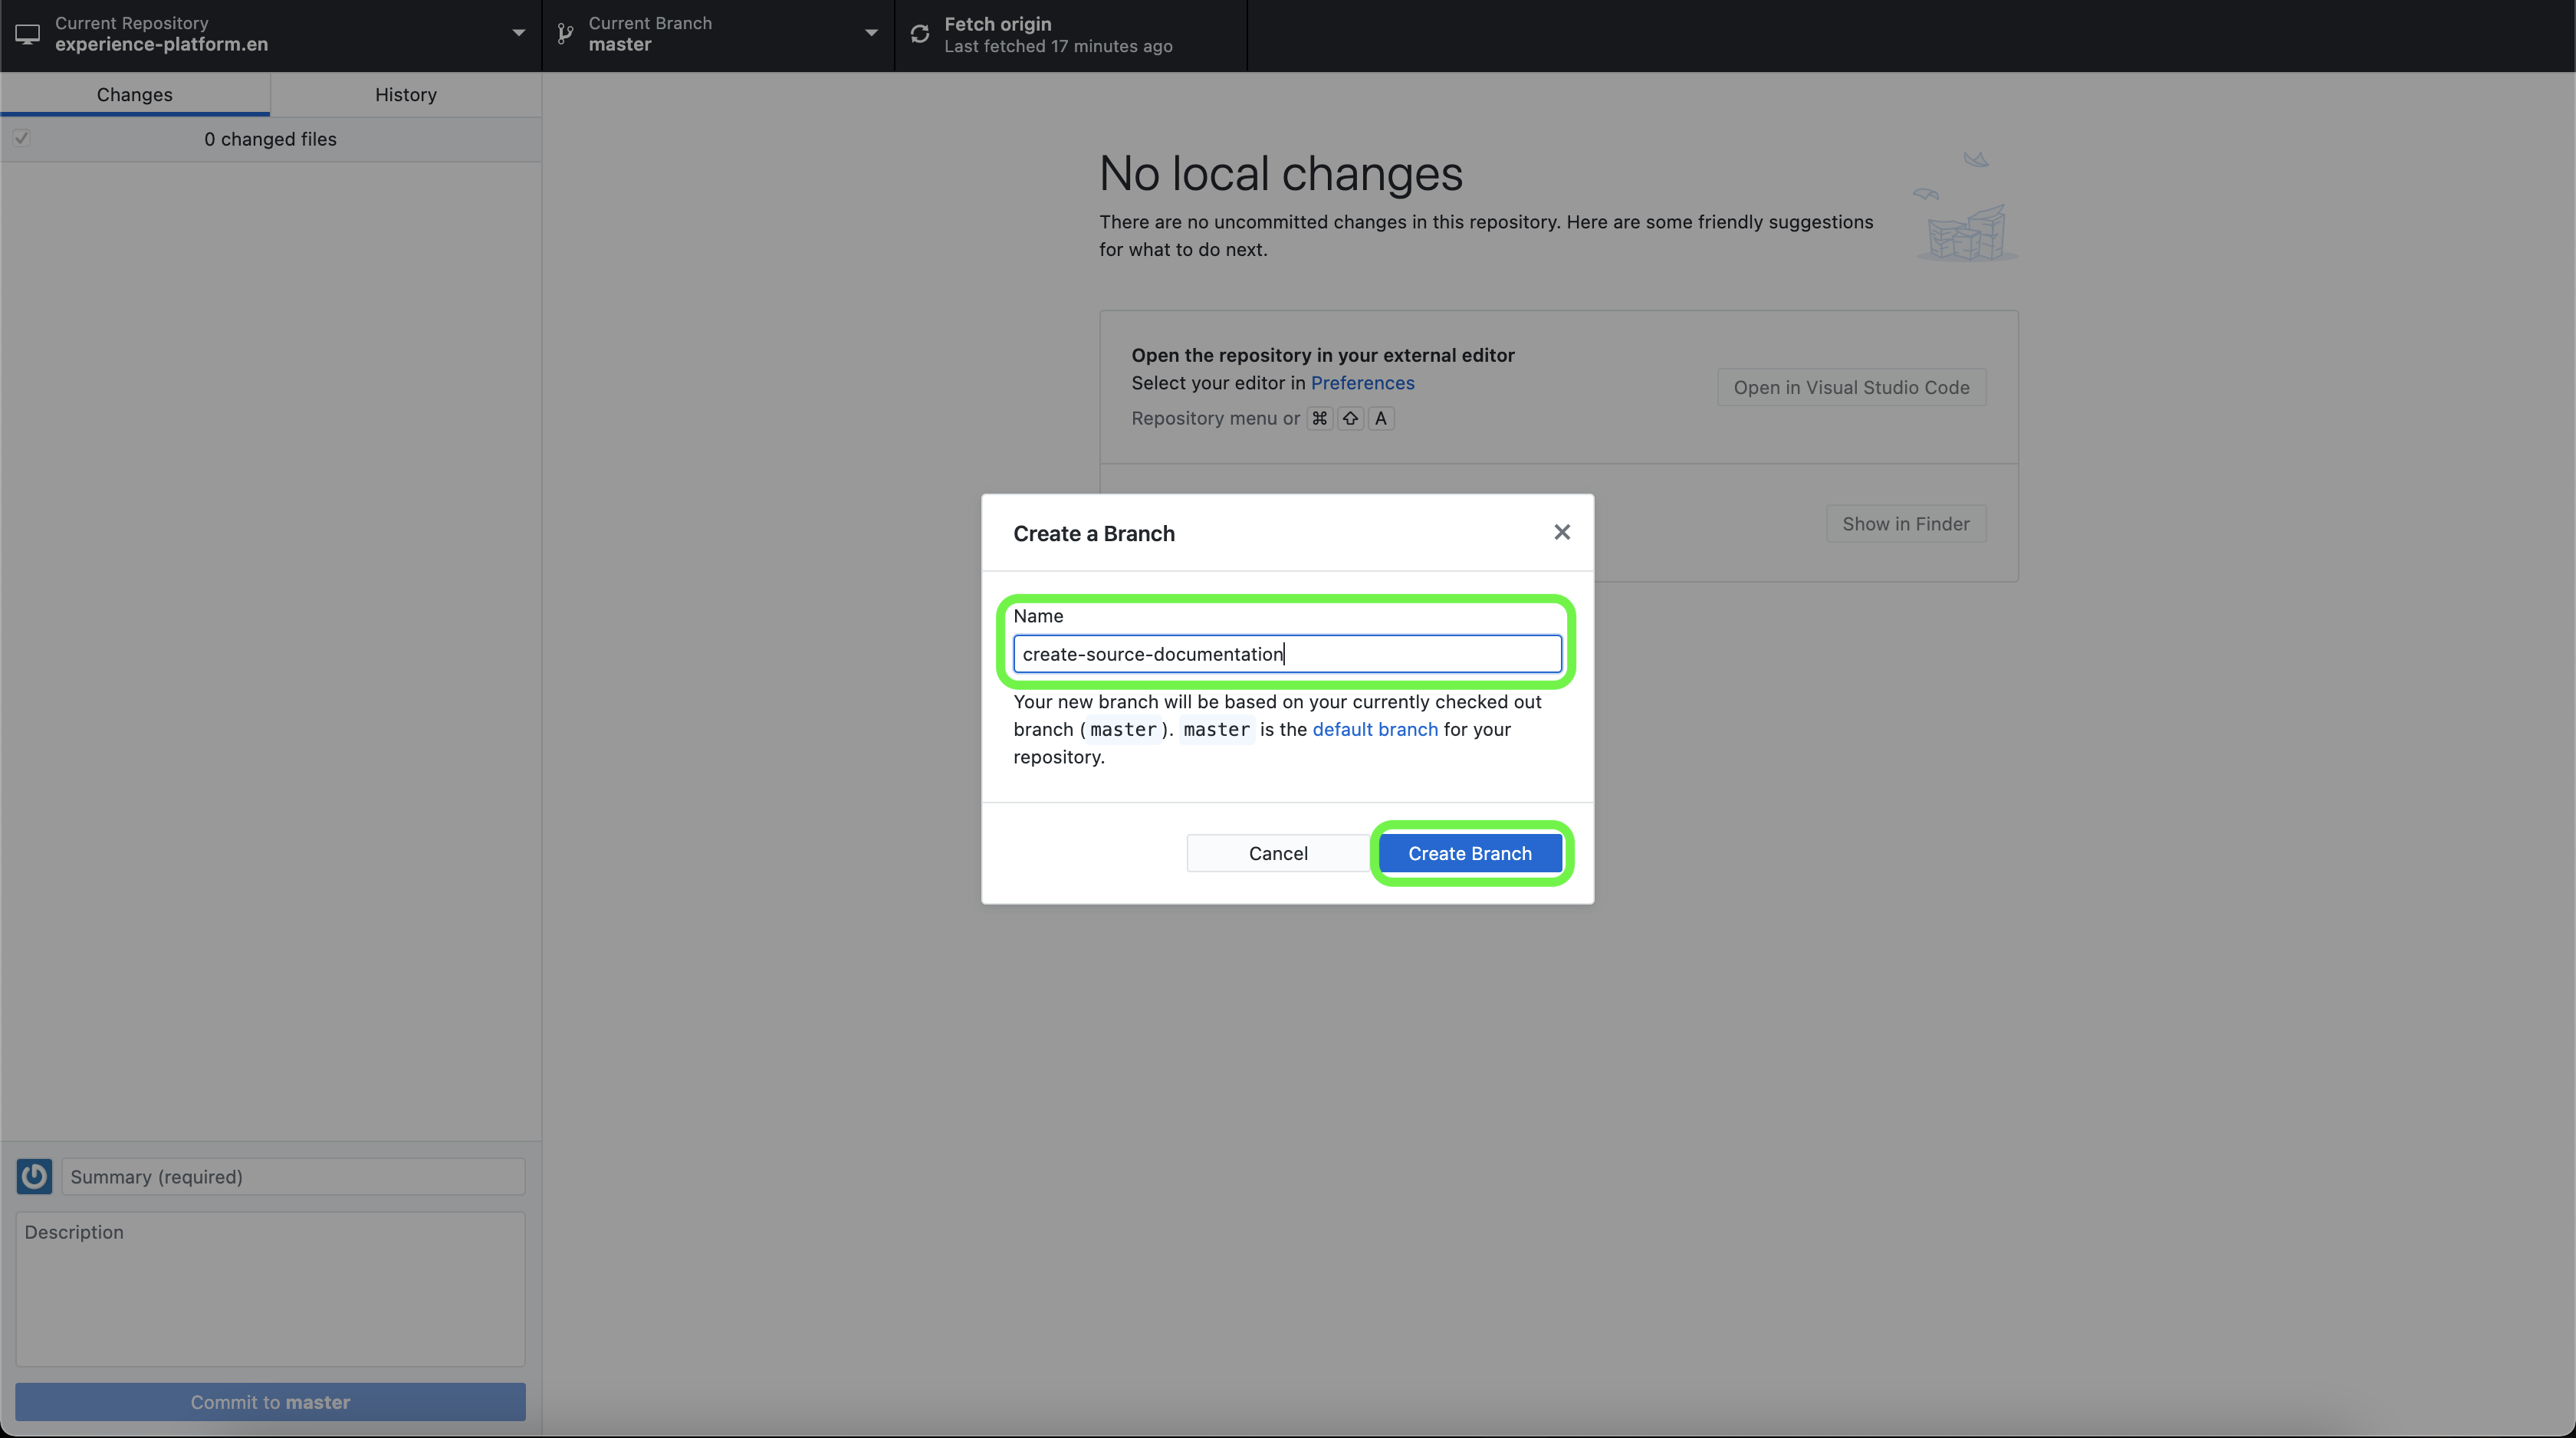 Current Repository
experience-platform.en
Current Branch
master
Fetch origin
Last fetched 17 minutes ago
Changes
History
0 changed files
No local changes
There are no uncommitted changes in this repository. Here are some friendly suggestions
for what to do next.
Open the repository in your external editor
Select your editor in Preferences
Repository menu or ⌘ ⇧ A
Open in Visual Studio Code
Show in Finder
Create a Branch
Name
create-source-documentation
Your new branch will be based on your currently checked out
branch (master). master is the default branch for your
repository.
Cancel
Create Branch
Summary (required)
Description
Commit to master